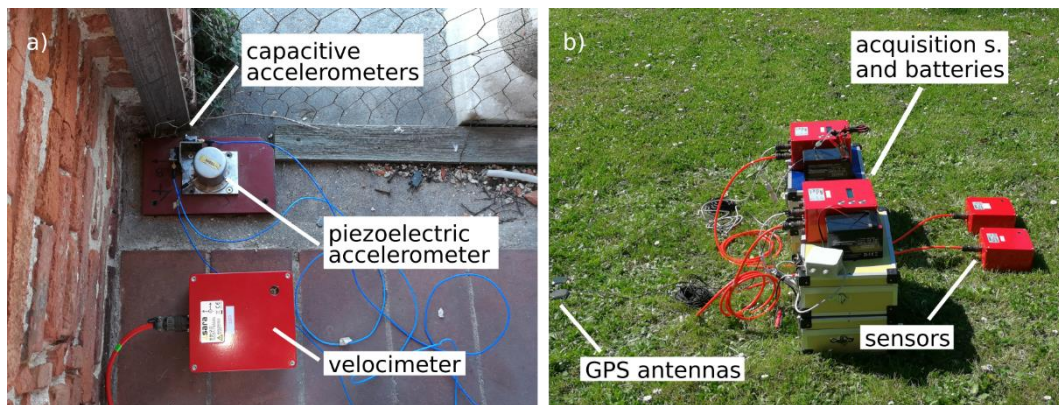 a)
capacitive
accelerometers
piezoelectric
accelerometer
sara
velocimeter
b)
acquisition s.
and batteries
sensors
GPS antennas